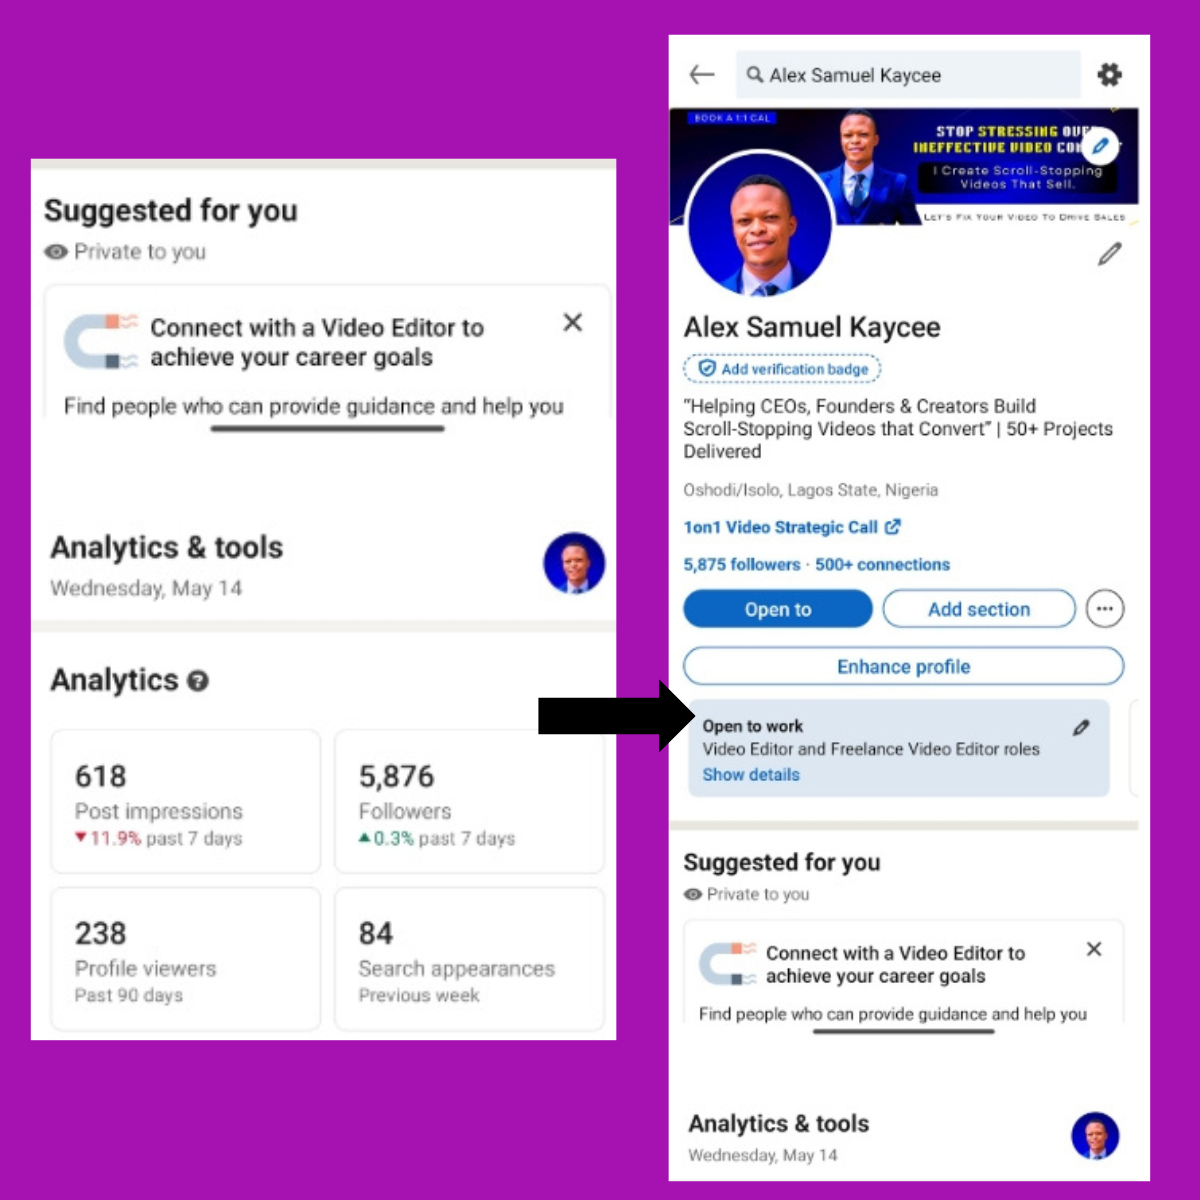 Suggested for you
Private to you
Connect with a Video Editor to
achieve your career goals
Find people who can provide guidance and help you
Analytics & tools
Wednesday, May 14
Analytics
618
Post impressions
11.9% past 7 days
5,876
Followers
0.3% past 7 days
238
Profile viewers
Past 90 days
84
Search appearances
Previous week
Alex Samuel Kaycee
BOOK A 1:1 CAL
STOP STRESSING
INEFFECTIVE VIDEO
I Create Scroll-Stopping
Videos That Sell.
LET'S FIX YOUR VIDEO TO DRIVE SALES
Alex Samuel Kaycee
Add verification badge
“Helping CEOs, Founders & Creators Build
Scroll-Stopping Videos that Convert” | 50+ Projects
Delivered
Oshodi/Isolo, Lagos State, Nigeria
1on1 Video Strategic Call
5,875 followers · 500+ connections
Open to
Add section
Enhance profile
Open to work
Video Editor and Freelance Video Editor roles
Show details
Suggested for you
Private to you
Connect with a Video Editor to
achieve your career goals
Find people who can provide guidance and help you
Analytics & tools
Wednesday, May 14